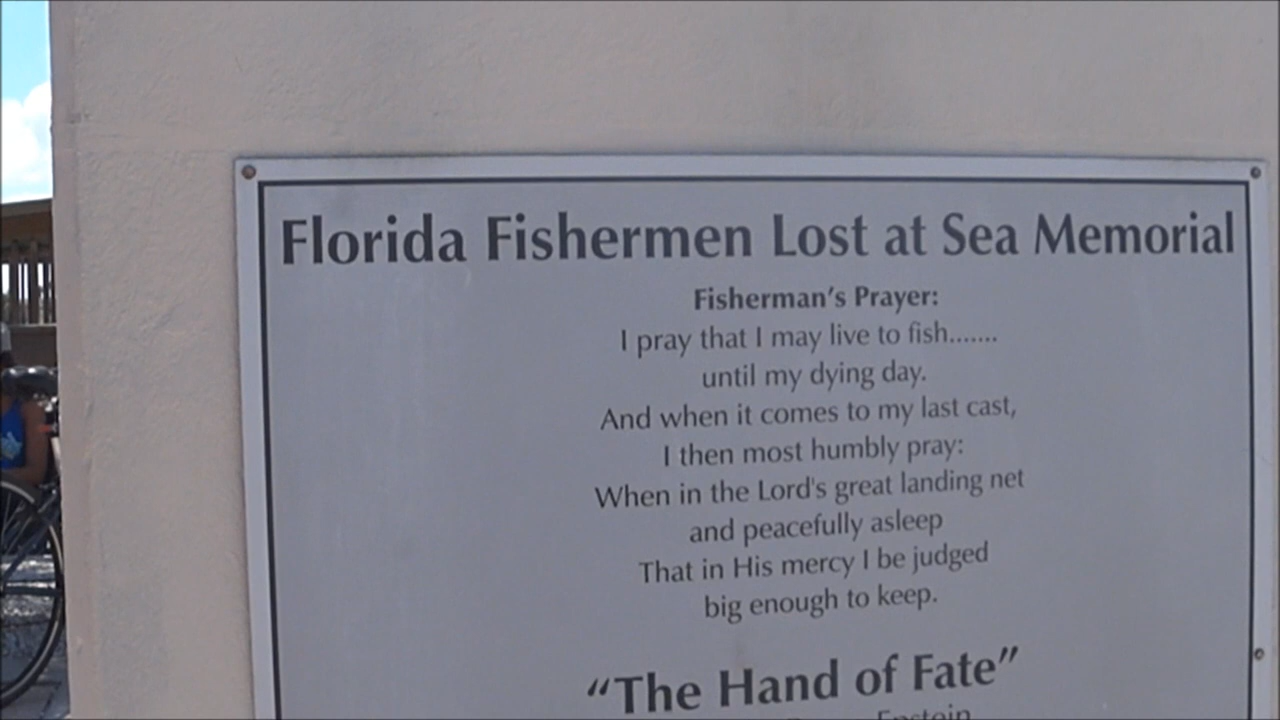 Florida Fishermen Lost at Sea Memorial
Fisherman's Prayer:
I pray that I may live to fish.......
until my dying day.
And when it comes to my last cast,
I then most humbly pray:
When in the Lord's great landing net
and peacefully asleep
That in His mercy I be judged
big enough to keep.
“The Hand of Fate”
Epstein